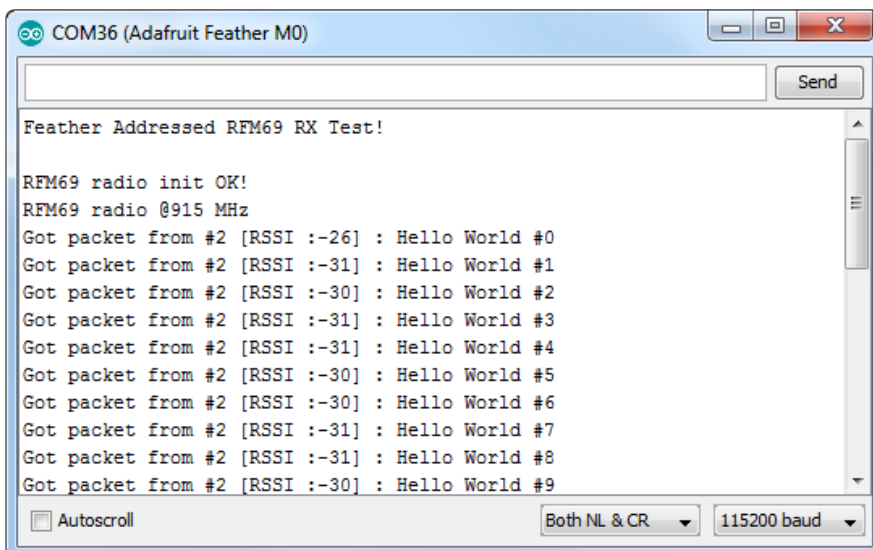 COM36 (Adafruit Feather M0)
Send
Feather Addressed RFM69 RX Test!
RFM69 radio init OK!
RFM69 radio @915 MHz
Got packet from #2 [RSSI :-26] : Hello World #0
Got packet from #2 [RSSI :-31] : Hello World #1
Got packet from #2 [RSSI :-30] : Hello World #2
Got packet from #2 [RSSI :-31] : Hello World #3
Got packet from #2 [RSSI :-31] : Hello World #4
Got packet from #2 [RSSI :-30] : Hello World #5
Got packet from #2 [RSSI :-30] : Hello World #6
Got packet from #2 [RSSI :-31] : Hello World #7
Got packet from #2 [RSSI :-31] : Hello World #8
Got packet from #2 [RSSI :-30] : Hello World #9
Autoscroll Both NL & CR 115200 baud